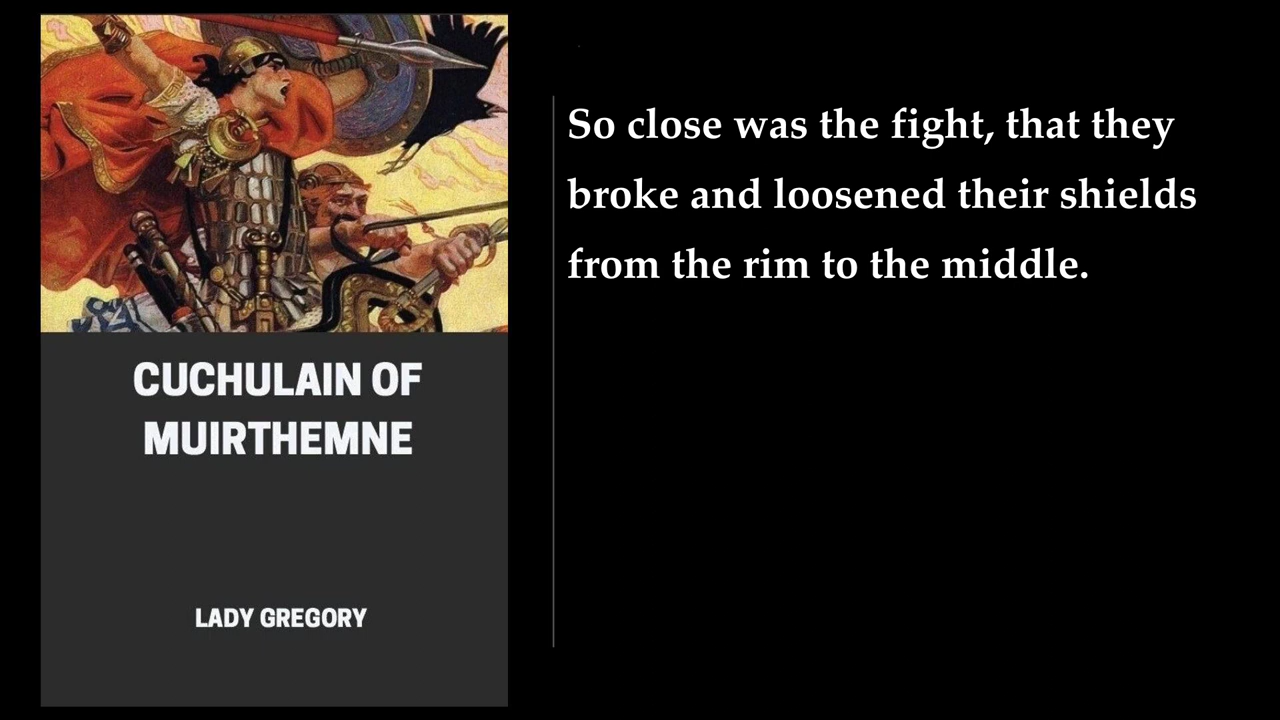 CUCHULAIN OF
MUIRTHEMNE
LADY GREGORY
So close was the fight, that they
broke and loosened their shields
from the rim to the middle.